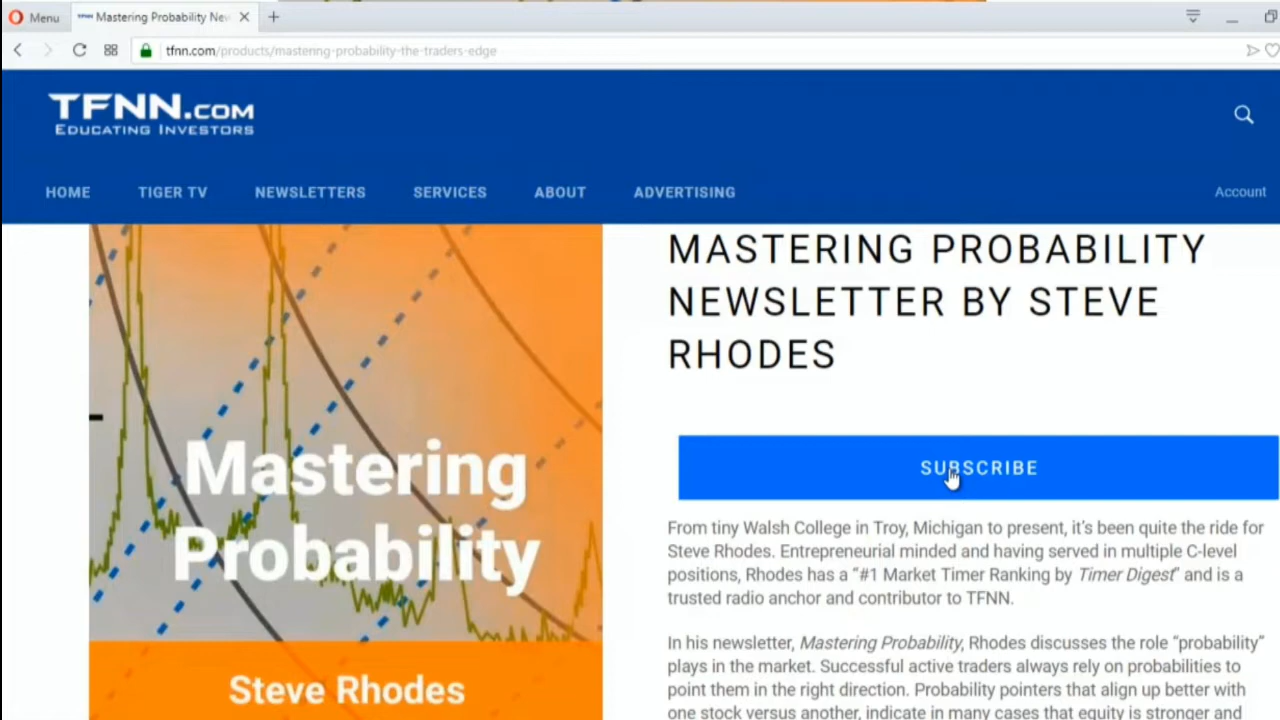 Menu
Mastering Probability New
tfnn.com/products/masterng-probability-the-traders-edge
TFNN.COM
EDUCATING INVESTORS
HOME TIGER TV NEWSLETTERS SERVICES ABOUT ADVERTISING
Account
MASTERING PROBABILITY
NEWSLETTER BY STEVE
RHODES
Mastering
Probability
Steve Rhodes
SUBSCRIBE
From tiny Walsh College in Troy, Michigan to present, it's been quite the ride for
Steve Rhodes. Entrepreneurial minded and having served in multiple C-level
positions, Rhodes has a “#1 Market Timer Ranking by Timer Digest” and is a
trusted radio anchor and contributor to TFNN.
In his newsletter, Mastering Probability, Rhodes discusses the role “probability”
plays in the market. Successful active traders always rely on probabilities to
point them in the right direction. Probability pointers that align up better with
one stock versus another, indicate in many cases that equity is stronger and